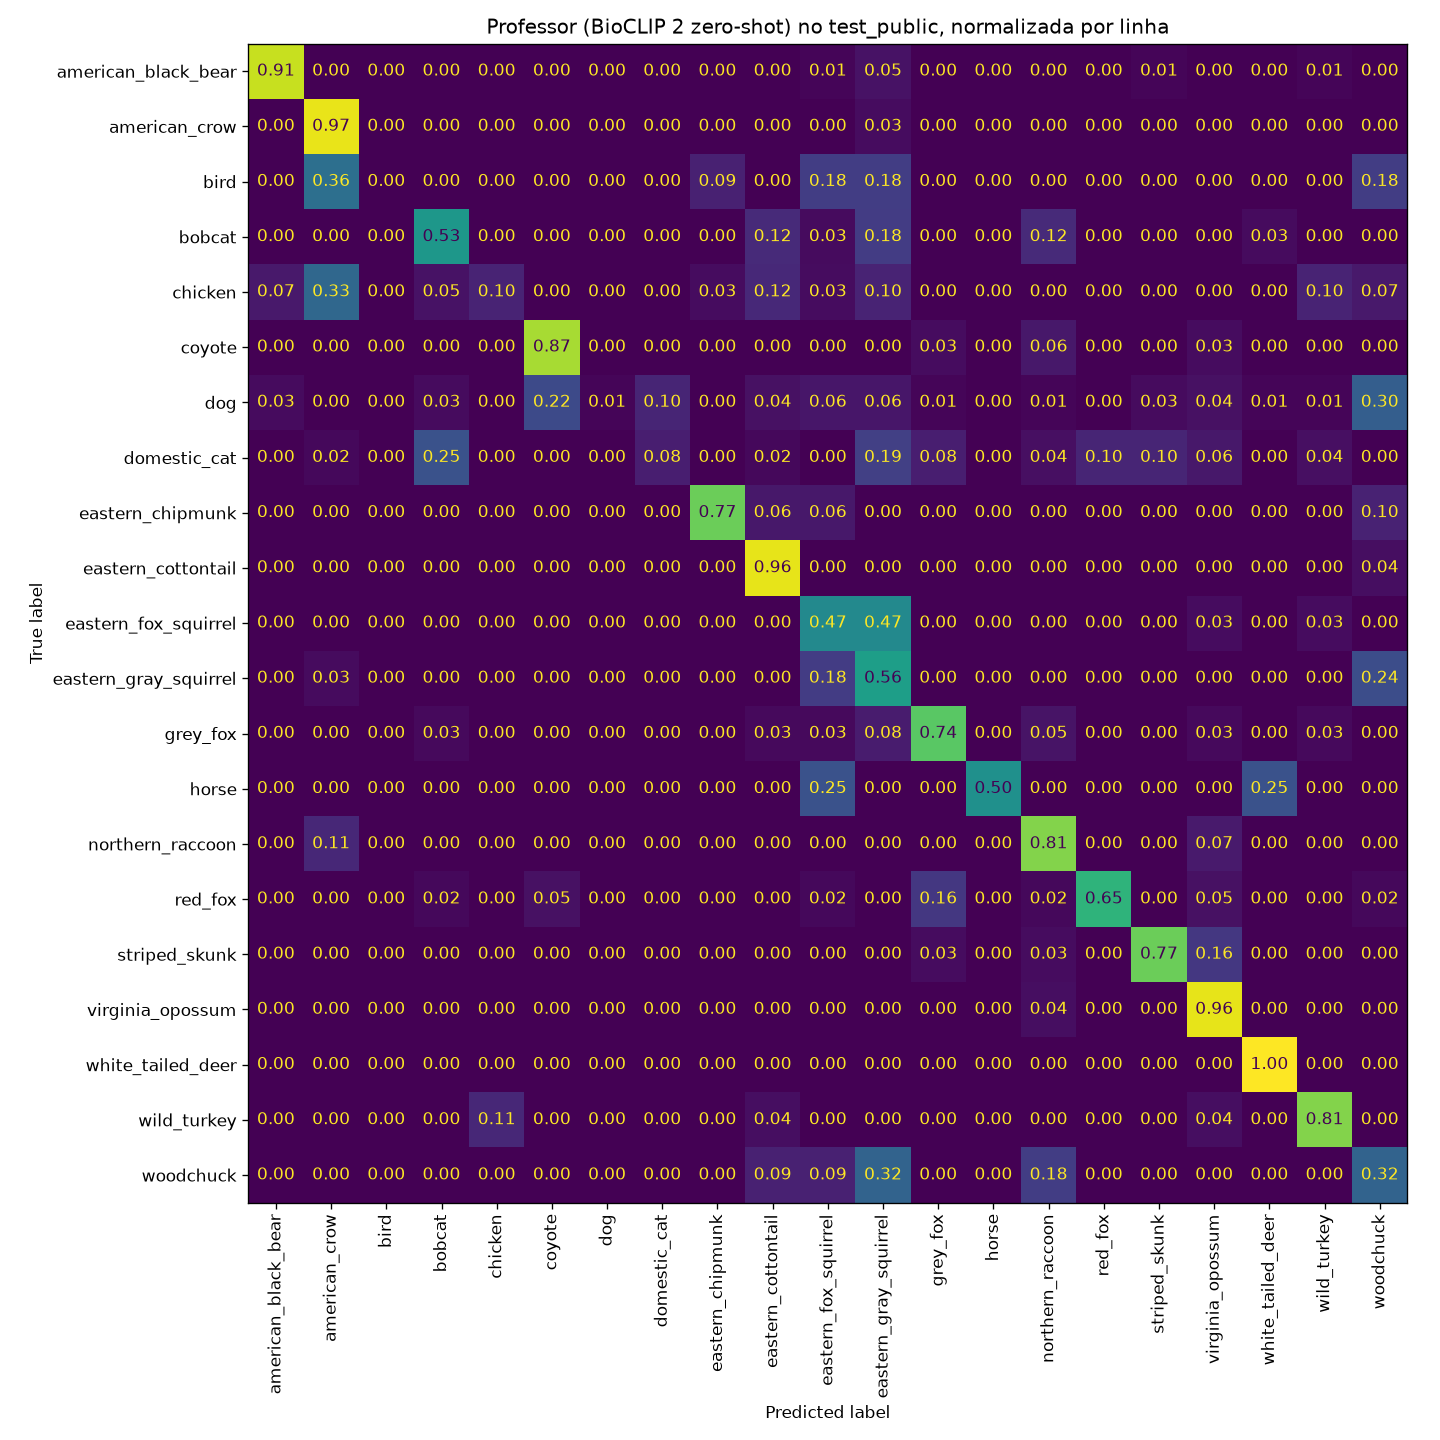 Professor (BioCLIP 2 zero-shot) no test_public, normalizada por linha
american_black_bear 0.91 0.00 0.00 0.00 0.00 0.00 0.00 0.00 0.00 0.00 0.01 0.05 0.00 0.00 0.00 0.00 0.01 0.00 0.00 0.01 0.00
american_crow 0.00 0.97 0.00 0.00 0.00 0.00 0.00 0.00 0.00 0.00 0.00 0.03 0.00 0.00 0.00 0.00 0.00 0.00 0.00 0.00 0.00
bird 0.00 0.36 0.00 0.00 0.00 0.00 0.00 0.00 0.09 0.00 0.18 0.18 0.00 0.00 0.00 0.00 0.00 0.00 0.00 0.00 0.18
bobcat 0.00 0.00 0.00 0.53 0.00 0.00 0.00 0.00 0.00 0.12 0.03 0.18 0.00 0.00 0.12 0.00 0.00 0.00 0.03 0.00 0.00
chicken 0.07 0.33 0.00 0.05 0.10 0.00 0.00 0.00 0.03 0.12 0.03 0.10 0.00 0.00 0.00 0.00 0.00 0.00 0.00 0.10 0.07
coyote 0.00 0.00 0.00 0.00 0.00 0.87 0.00 0.00 0.00 0.00 0.00 0.00 0.03 0.00 0.06 0.00 0.00 0.03 0.00 0.00 0.00
dog 0.03 0.00 0.00 0.03 0.00 0.22 0.01 0.10 0.00 0.04 0.06 0.06 0.01 0.00 0.01 0.00 0.03 0.04 0.01 0.01 0.30
domestic_cat 0.00 0.02 0.00 0.25 0.00 0.00 0.00 0.08 0.00 0.02 0.00 0.19 0.08 0.00 0.04 0.10 0.10 0.06 0.00 0.04 0.00
eastern_chipmunk 0.00 0.00 0.00 0.00 0.00 0.00 0.00 0.00 0.77 0.06 0.06 0.00 0.00 0.00 0.00 0.00 0.00 0.00 0.00 0.00 0.10
eastern_cottontail 0.00 0.00 0.00 0.00 0.00 0.00 0.00 0.00 0.00 0.96 0.00 0.00 0.00 0.00 0.00 0.00 0.00 0.00 0.00 0.00 0.04
eastern_fox_squirrel 0.00 0.00 0.00 0.00 0.00 0.00 0.00 0.00 0.00 0.00 0.47 0.47 0.00 0.00 0.00 0.00 0.00 0.03 0.00 0.03 0.00
eastern_gray_squirrel 0.00 0.03 0.00 0.00 0.00 0.00 0.00 0.00 0.00 0.00 0.18 0.56 0.00 0.00 0.00 0.00 0.00 0.00 0.00 0.00 0.24
grey_fox 0.00 0.00 0.00 0.03 0.00 0.00 0.00 0.00 0.00 0.03 0.03 0.08 0.74 0.00 0.05 0.00 0.00 0.03 0.00 0.03 0.00
horse 0.00 0.00 0.00 0.00 0.00 0.00 0.00 0.00 0.00 0.00 0.25 0.00 0.00 0.50 0.00 0.00 0.00 0.00 0.25 0.00 0.00
northern_raccoon 0.00 0.11 0.00 0.00 0.00 0.00 0.00 0.00 0.00 0.00 0.00 0.00 0.00 0.00 0.81 0.00 0.00 0.07 0.00 0.00 0.00
red_fox 0.00 0.00 0.00 0.02 0.00 0.05 0.00 0.00 0.00 0.00 0.02 0.00 0.16 0.00 0.02 0.65 0.00 0.05 0.00 0.00 0.02
striped_skunk 0.00 0.00 0.00 0.00 0.00 0.00 0.00 0.00 0.00 0.00 0.00 0.00 0.03 0.00 0.03 0.00 0.77 0.16 0.00 0.00 0.00
virginia_opossum 0.00 0.00 0.00 0.00 0.00 0.00 0.00 0.00 0.00 0.00 0.00 0.00 0.00 0.00 0.04 0.00 0.00 0.96 0.00 0.00 0.00
white_tailed_deer 0.00 0.00 0.00 0.00 0.00 0.00 0.00 0.00 0.00 0.00 0.00 0.00 0.00 0.00 0.00 0.00 0.00 0.00 1.00 0.00 0.00
wild_turkey 0.00 0.00 0.00 0.00 0.11 0.00 0.00 0.00 0.00 0.04 0.00 0.00 0.00 0.00 0.00 0.00 0.00 0.04 0.00 0.81 0.00
woodchuck 0.00 0.00 0.00 0.00 0.00 0.00 0.00 0.00 0.00 0.09 0.09 0.32 0.00 0.00 0.18 0.00 0.00 0.00 0.00 0.00 0.32
True label
american_black_bear
american_crow
bird
bobcat
chicken
coyote
dog
domestic_cat
eastern_chipmunk
eastern_cottontail
eastern_fox_squirrel
eastern_gray_squirrel
grey_fox
horse
northern_raccoon
red_fox
striped_skunk
virginia_opossum
white_tailed_deer
wild_turkey
woodchuck
Predicted label